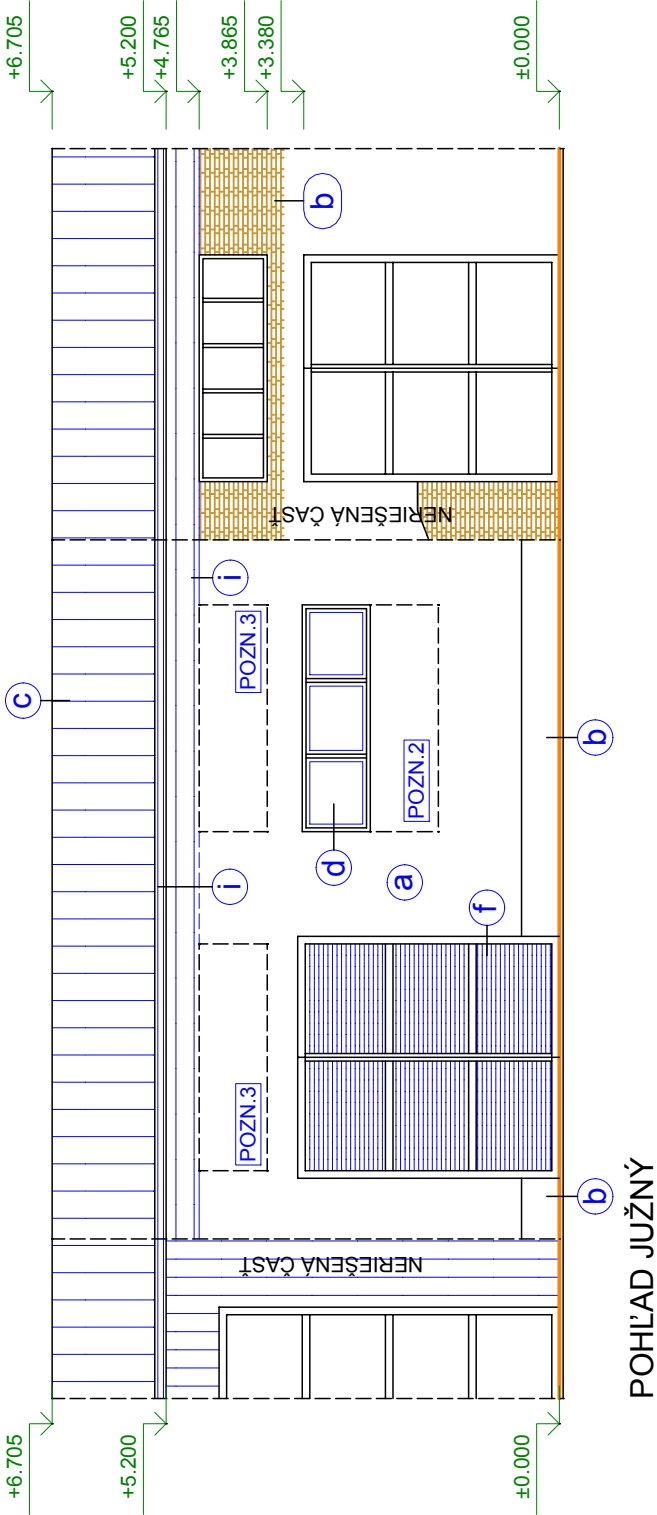 +6.705
+5.200
+4.765
+3.865
+3.380
±0.000
c
i
i
b
NERIEŠENÁ ČASŤ
POZN.3
POZN.3
d
POZN.2
a
f
NERIEŠENÁ ČASŤ
b
b
+6.705
+5.200
±0.000
POHĽAD JUŽNÝ